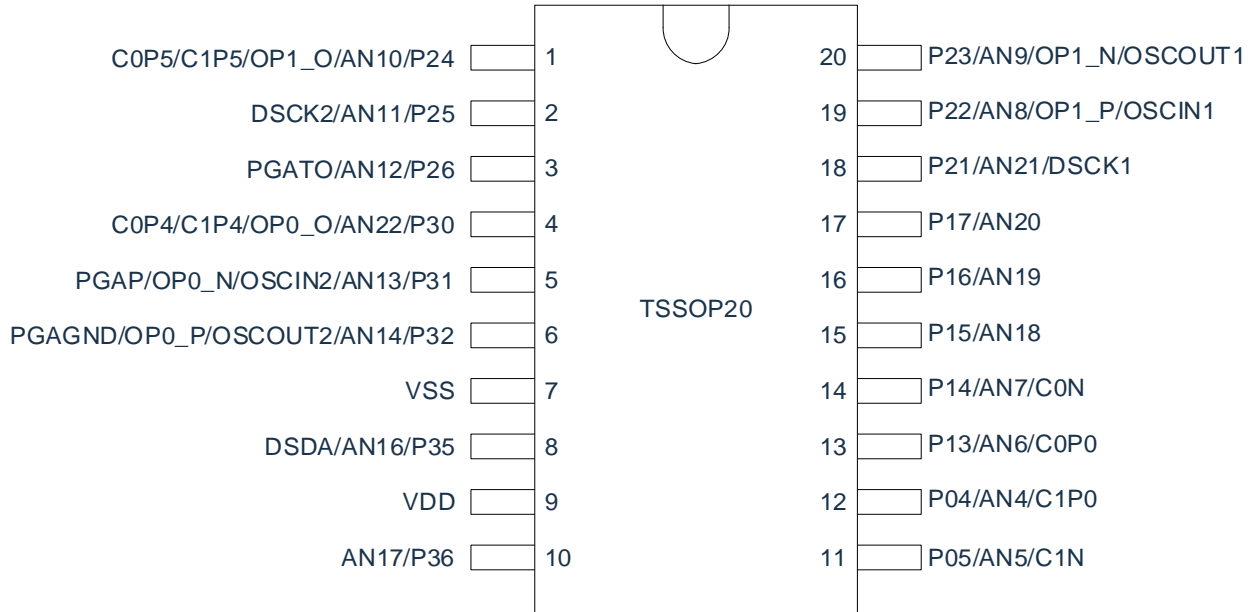 C0P5/C1P5/OP1_O/AN10/P24 1 20 P23/AN9/OP1_N/OSCOUT1
DSCK2/AN11/P25 2 19 P22/AN8/OP1_P/OSCIN1
PGATO/AN12/P26 3 18 P21/AN21/DSCK1
C0P4/C1P4/OP0_O/AN22/P30 4 17 P17/AN20
PGAP/OP0_N/OSCIN2/AN13/P31 5 16 P16/AN19
TSSOP20
PGAGND/OP0_P/OSCOUT2/AN14/P32 6 15 P15/AN18
VSS 7 14 P14/AN7/C0N
DSDA/AN16/P35 8 13 P13/AN6/C0P0
VDD 9 12 P04/AN4/C1P0
AN17/P36 10 11 P05/AN5/C1N